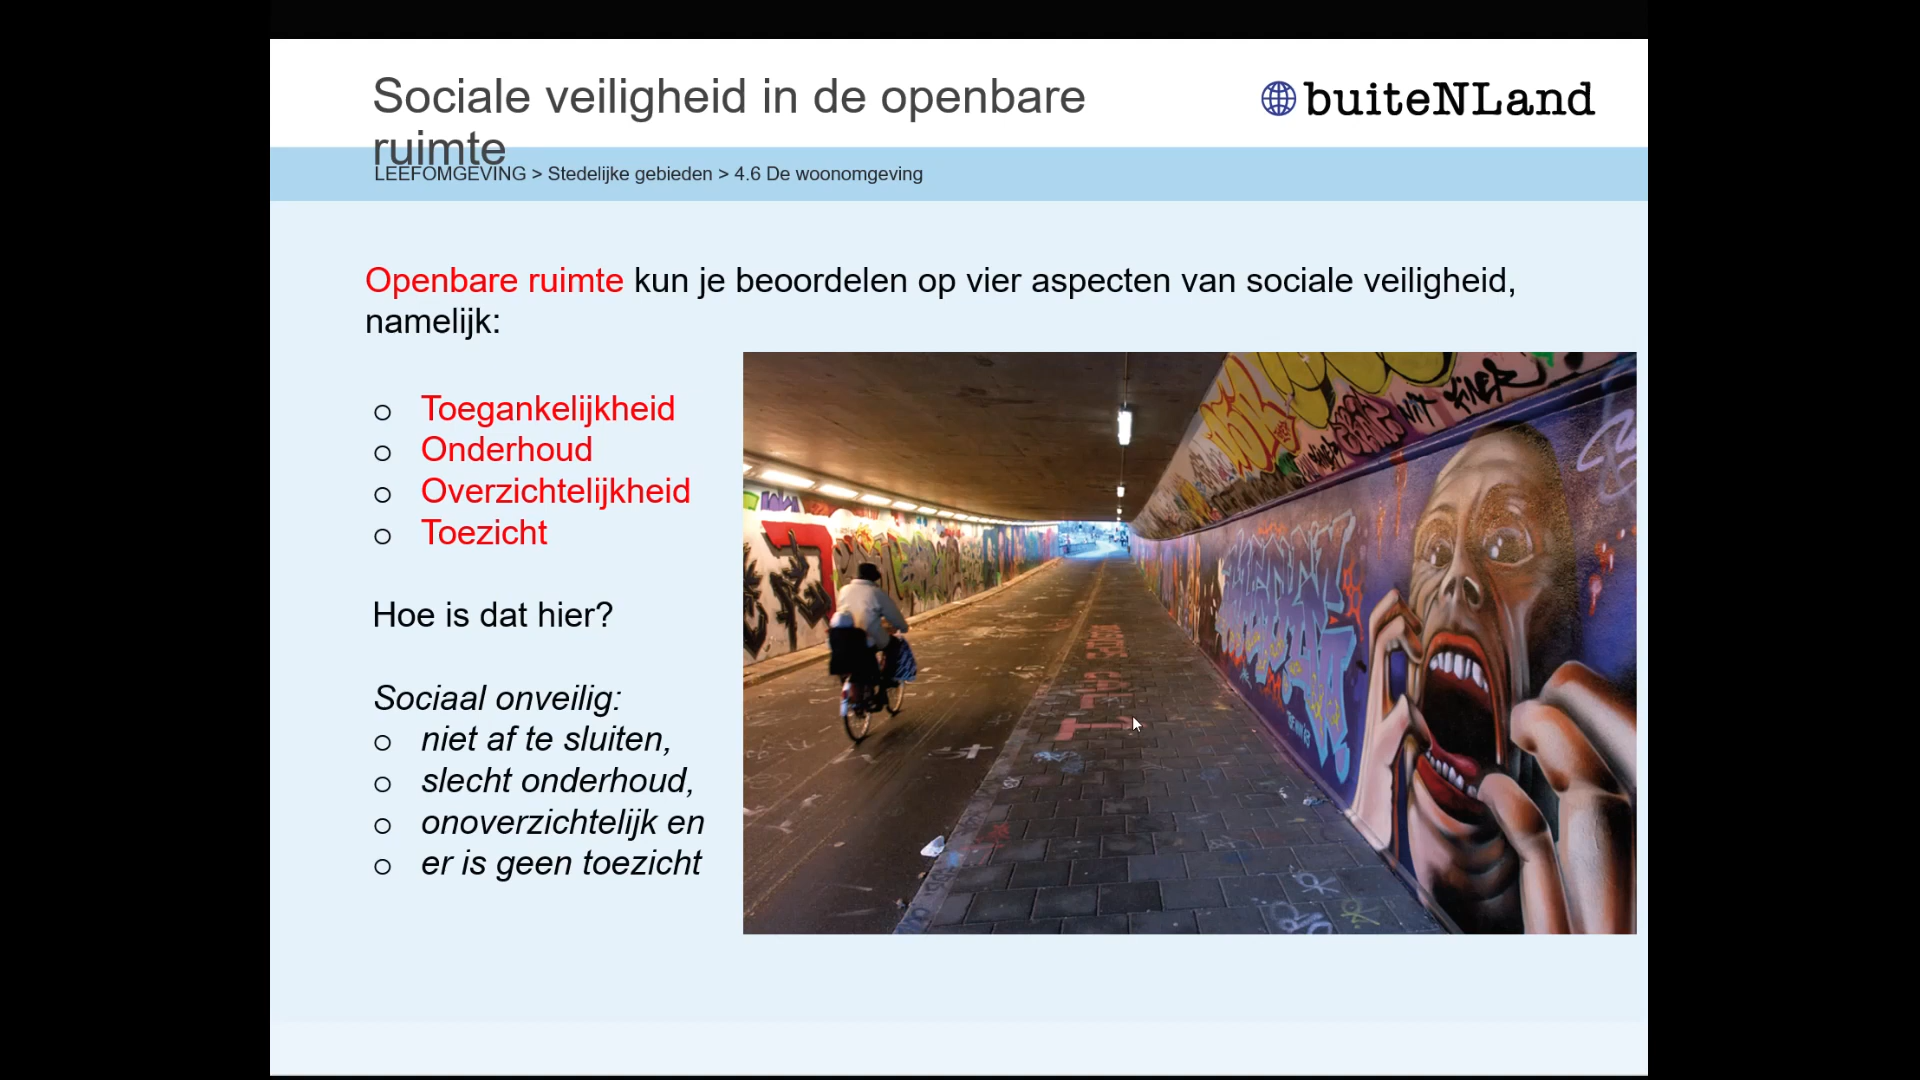 Sociale veiligheid in de openbare
ruimte
buiteNLand
LEEFOMGEVING > Stedelijke gebieden > 4.6 De woonomgeving
Openbare ruimte kun je beoordelen op vier aspecten van sociale veiligheid,
namelijk:
o Toegankelijkheid
o Onderhoud
o Overzichtelijkheid
o Toezicht
Hoe is dat hier?
Sociaal onveilig:
o niet af te sluiten,
o slecht onderhoud,
o onoverzichtelijk en
o er is geen toezicht